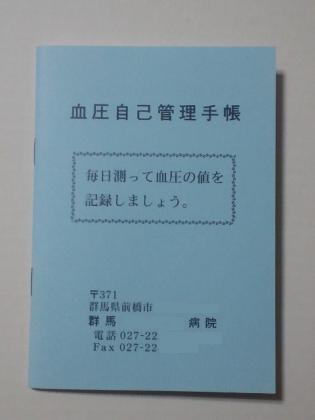 血圧自己管理手帳
毎日測って血圧の値を
記録しましょう。
〒371
群馬県前橋市
群馬 病院
電話 027-22
Fax 027-22